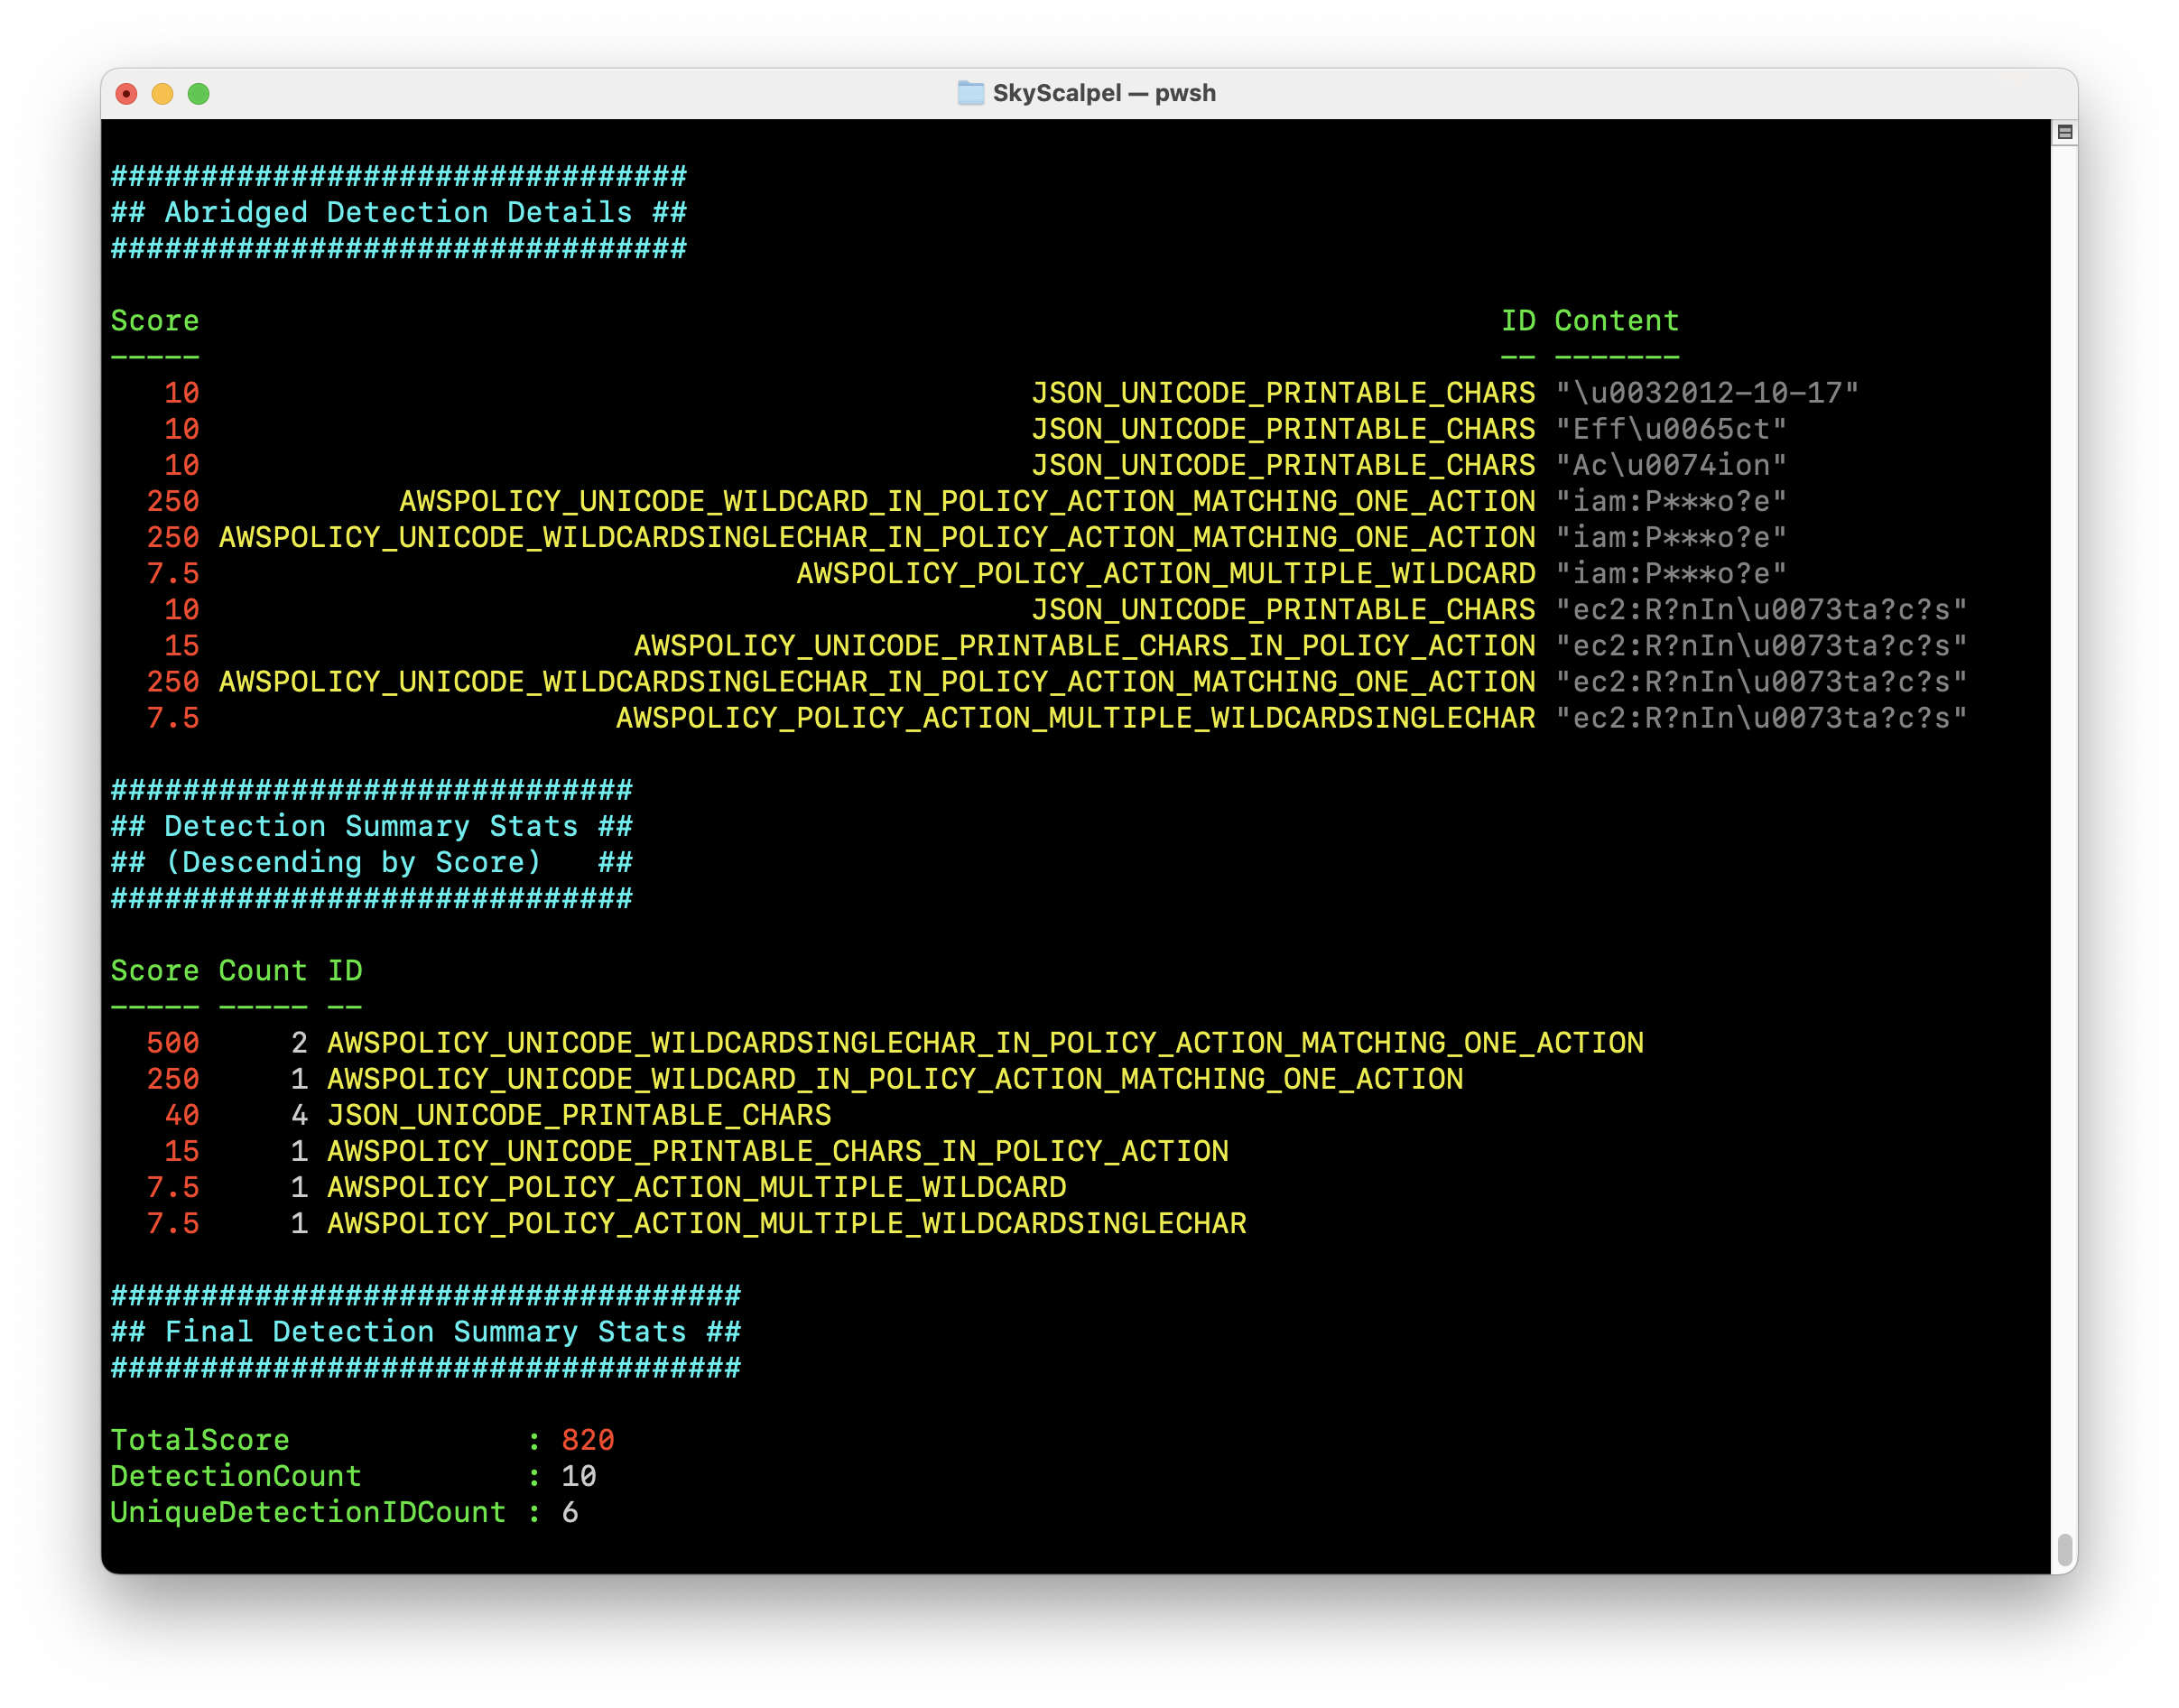 SkyScalpel — pwsh
################################
## Abridged Detection Details ##
################################
Score ID Content
----- -- -------
10 JSON_UNICODE_PRINTABLE_CHARS "\u0032012-10-17"
10 JSON_UNICODE_PRINTABLE_CHARS "Eff\u0065ct"
10 JSON_UNICODE_PRINTABLE_CHARS "Ac\u0074ion"
250 AWSPOLICY_UNICODE_WILDCARD_IN_POLICY_ACTION_MATCHING_ONE_ACTION "iam:P***o?e"
250 AWSPOLICY_UNICODE_WILDCARDSINGLECHAR_IN_POLICY_ACTION_MATCHING_ONE_ACTION "iam:P***o?e"
7.5 AWSPOLICY_POLICY_ACTION_MULTIPLE_WILDCARD "iam:P***o?e"
10 JSON_UNICODE_PRINTABLE_CHARS "ec2:R?nIn\u0073ta?c?s"
15 AWSPOLICY_UNICODE_PRINTABLE_CHARS_IN_POLICY_ACTION "ec2:R?nIn\u0073ta?c?s"
250 AWSPOLICY_UNICODE_WILDCARDSINGLECHAR_IN_POLICY_ACTION_MATCHING_ONE_ACTION "ec2:R?nIn\u0073ta?c?s"
7.5 AWSPOLICY_POLICY_ACTION_MULTIPLE_WILDCARDSINGLECHAR "ec2:R?nIn\u0073ta?c?s"
#############################
## Detection Summary Stats ##
## (Descending by Score)   ##
#############################
Score Count ID
----- ----- --
500 2 AWSPOLICY_UNICODE_WILDCARDSINGLECHAR_IN_POLICY_ACTION_MATCHING_ONE_ACTION
250 1 AWSPOLICY_UNICODE_WILDCARD_IN_POLICY_ACTION_MATCHING_ONE_ACTION
40 4 JSON_UNICODE_PRINTABLE_CHARS
15 1 AWSPOLICY_UNICODE_PRINTABLE_CHARS_IN_POLICY_ACTION
7.5 1 AWSPOLICY_POLICY_ACTION_MULTIPLE_WILDCARD
7.5 1 AWSPOLICY_POLICY_ACTION_MULTIPLE_WILDCARDSINGLECHAR
###################################
## Final Detection Summary Stats ##
###################################
TotalScore : 820
DetectionCount : 10
UniqueDetectionIDCount : 6